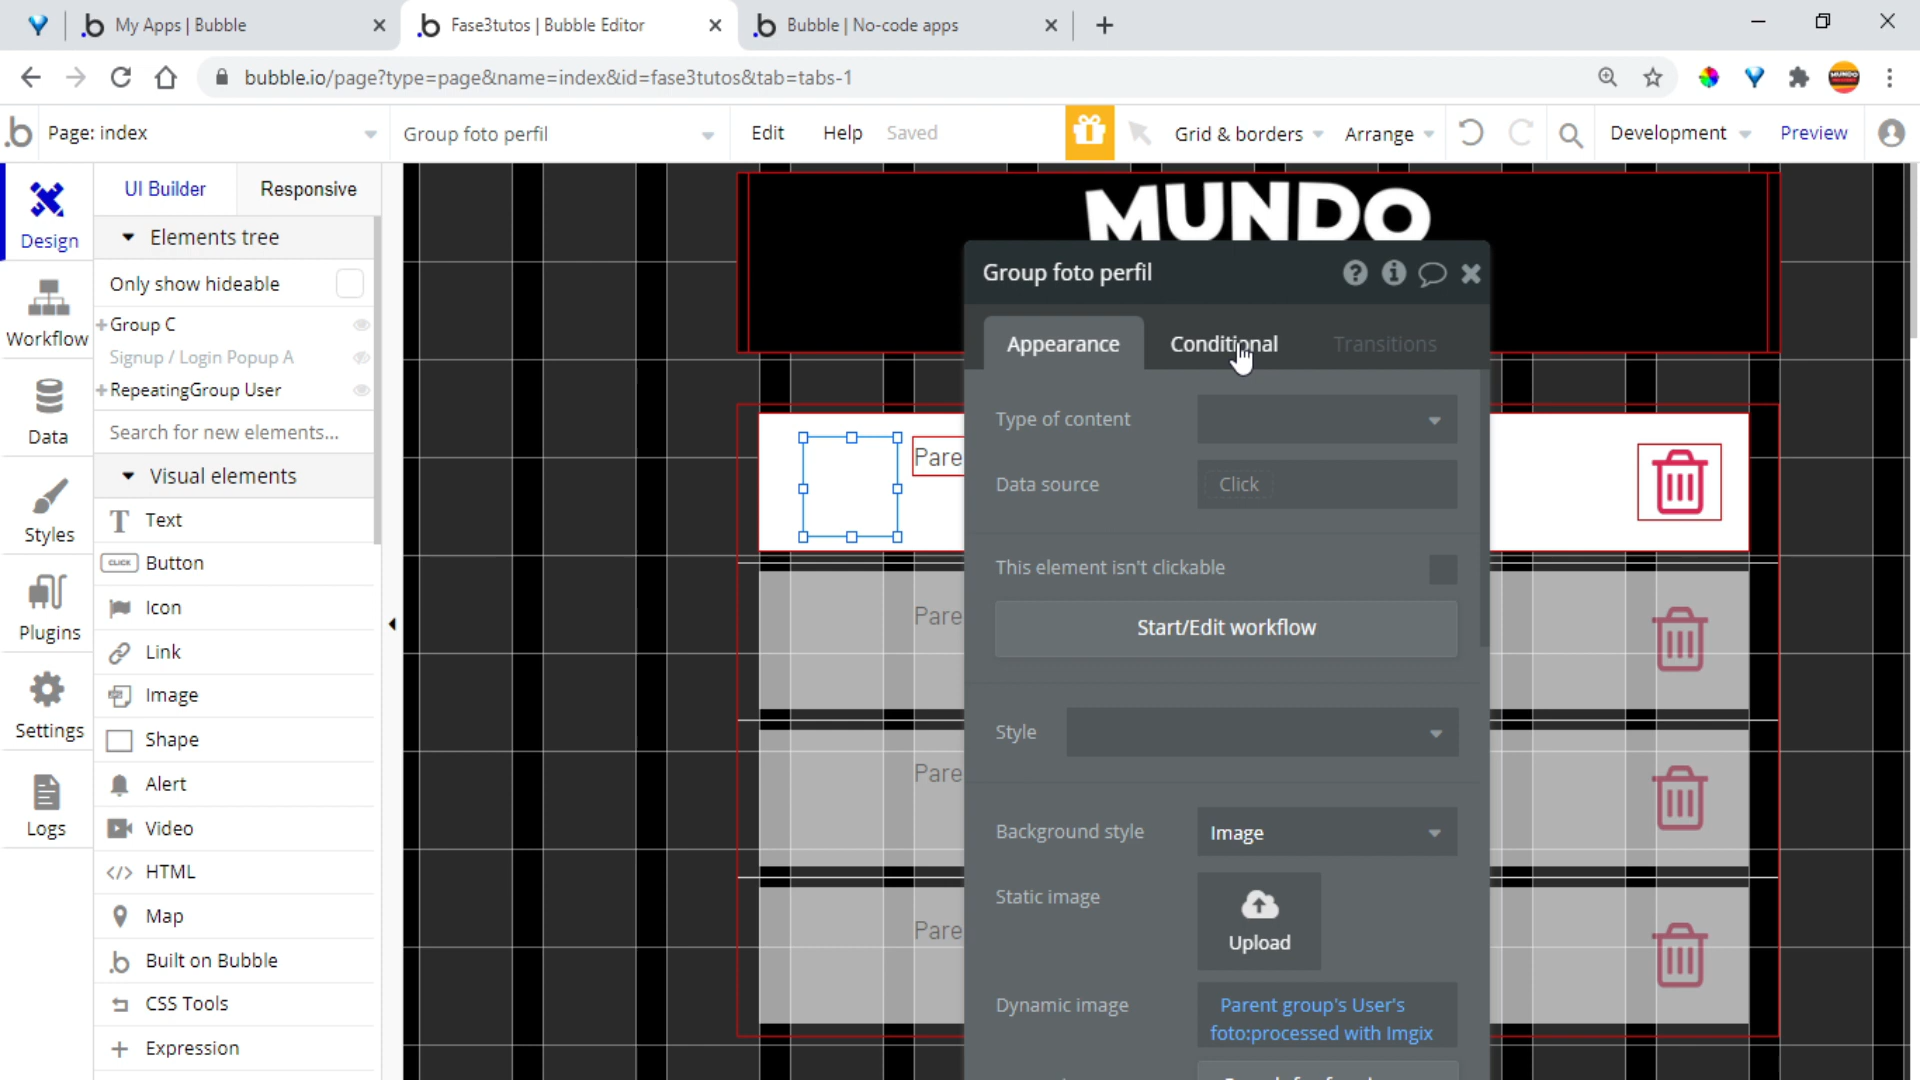 My Apps | Bubble
Fase3tutos | Bubble Editor
Bubble | No-code apps
bubble.io/page?type=page&name=index&id=fase3tutos&tab=tabs-1
Page: index
Group foto perfil
Edit
Help
Saved
Grid & borders
Arrange
Development
Preview
Design
Workflow
Data
Styles
Plugins
Settings
Logs
UI Builder
Responsive
Elements tree
Only show hideable
Group C
Signup / Login Popup A
RepeatingGroup User
Search for new elements...
Visual elements
Text
CLICK Button
Icon
Link
Image
Shape
Alert
Video
HTML
Map
Built on Bubble
CSS Tools
Expression
MUNDO
Pare
Pare
Pare
Pare
Group foto perfil
Appearance
Conditional
Transitions
Type of content
Data source
Click
This element isn't clickable
Start/Edit workflow
Style
Background style
Image
Static image
Upload
Dynamic image
Parent group's User's
foto:processed with Imgix